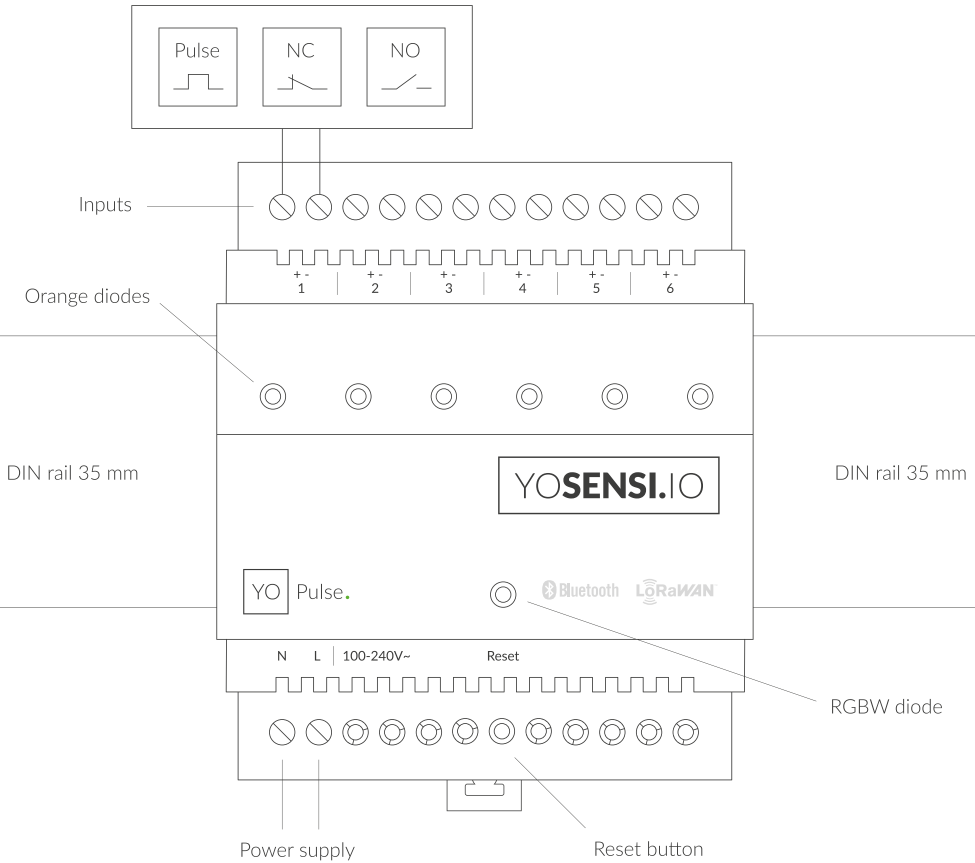 Pulse NC NO
Inputs
+ - + - + - + - + - + -
1 2 3 4 5 6
Orange diodes
DIN rail 35 mm DIN rail 35 mm
YOSENSI.IO
YO Pulse. Bluetooth LoRaWAN
N L 100-240V~ Reset
RGBW diode
Power supply Reset button